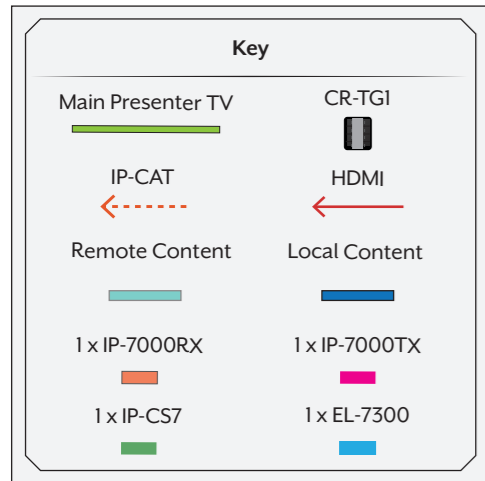 Key
Main Presenter TV
CR-TG1
IP-CAT
HDMI
Remote Content
Local Content
1 x IP-7000RX
1 x IP-7000TX
1 x IP-CS7
1 x EL-7300